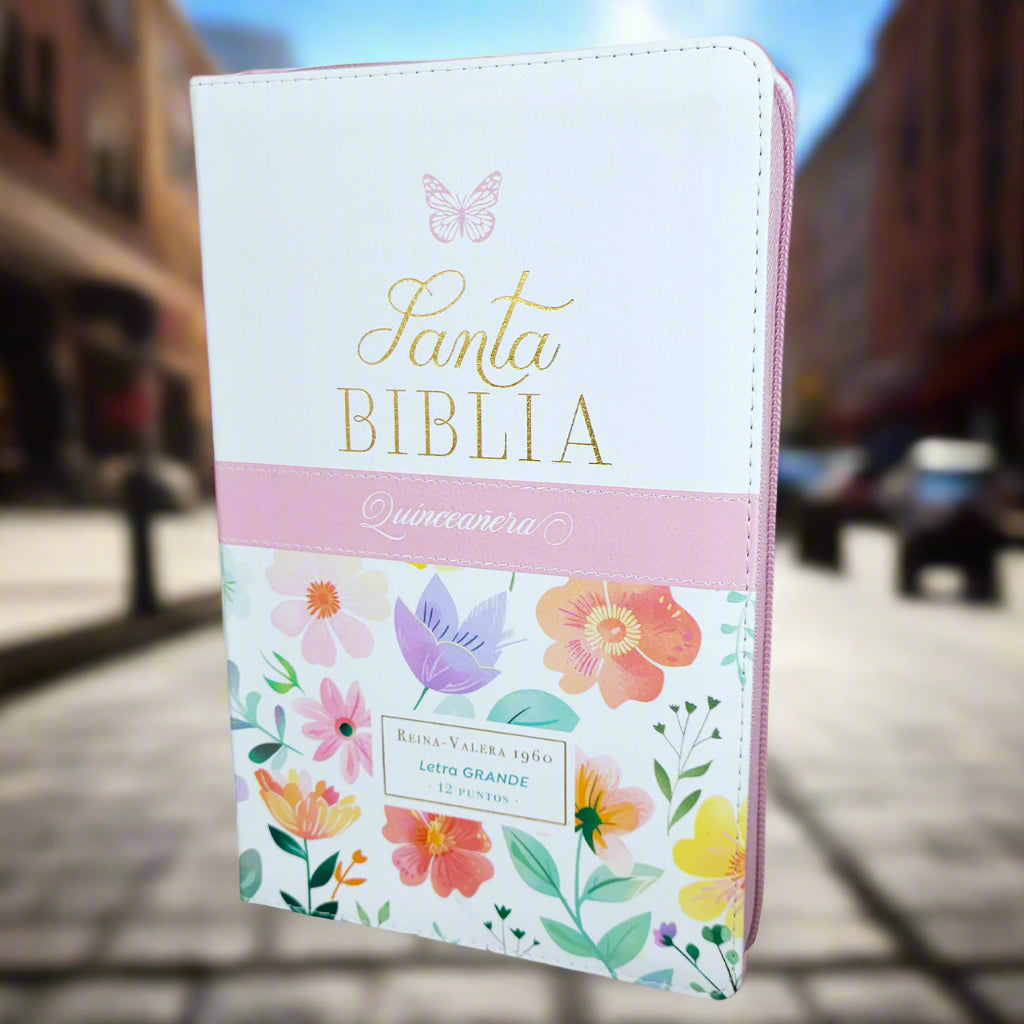 Santa
BIBLIA
Quinceañera
REINA-VALERA 1960
Letra GRANDE
· 12 PUNTOS ·